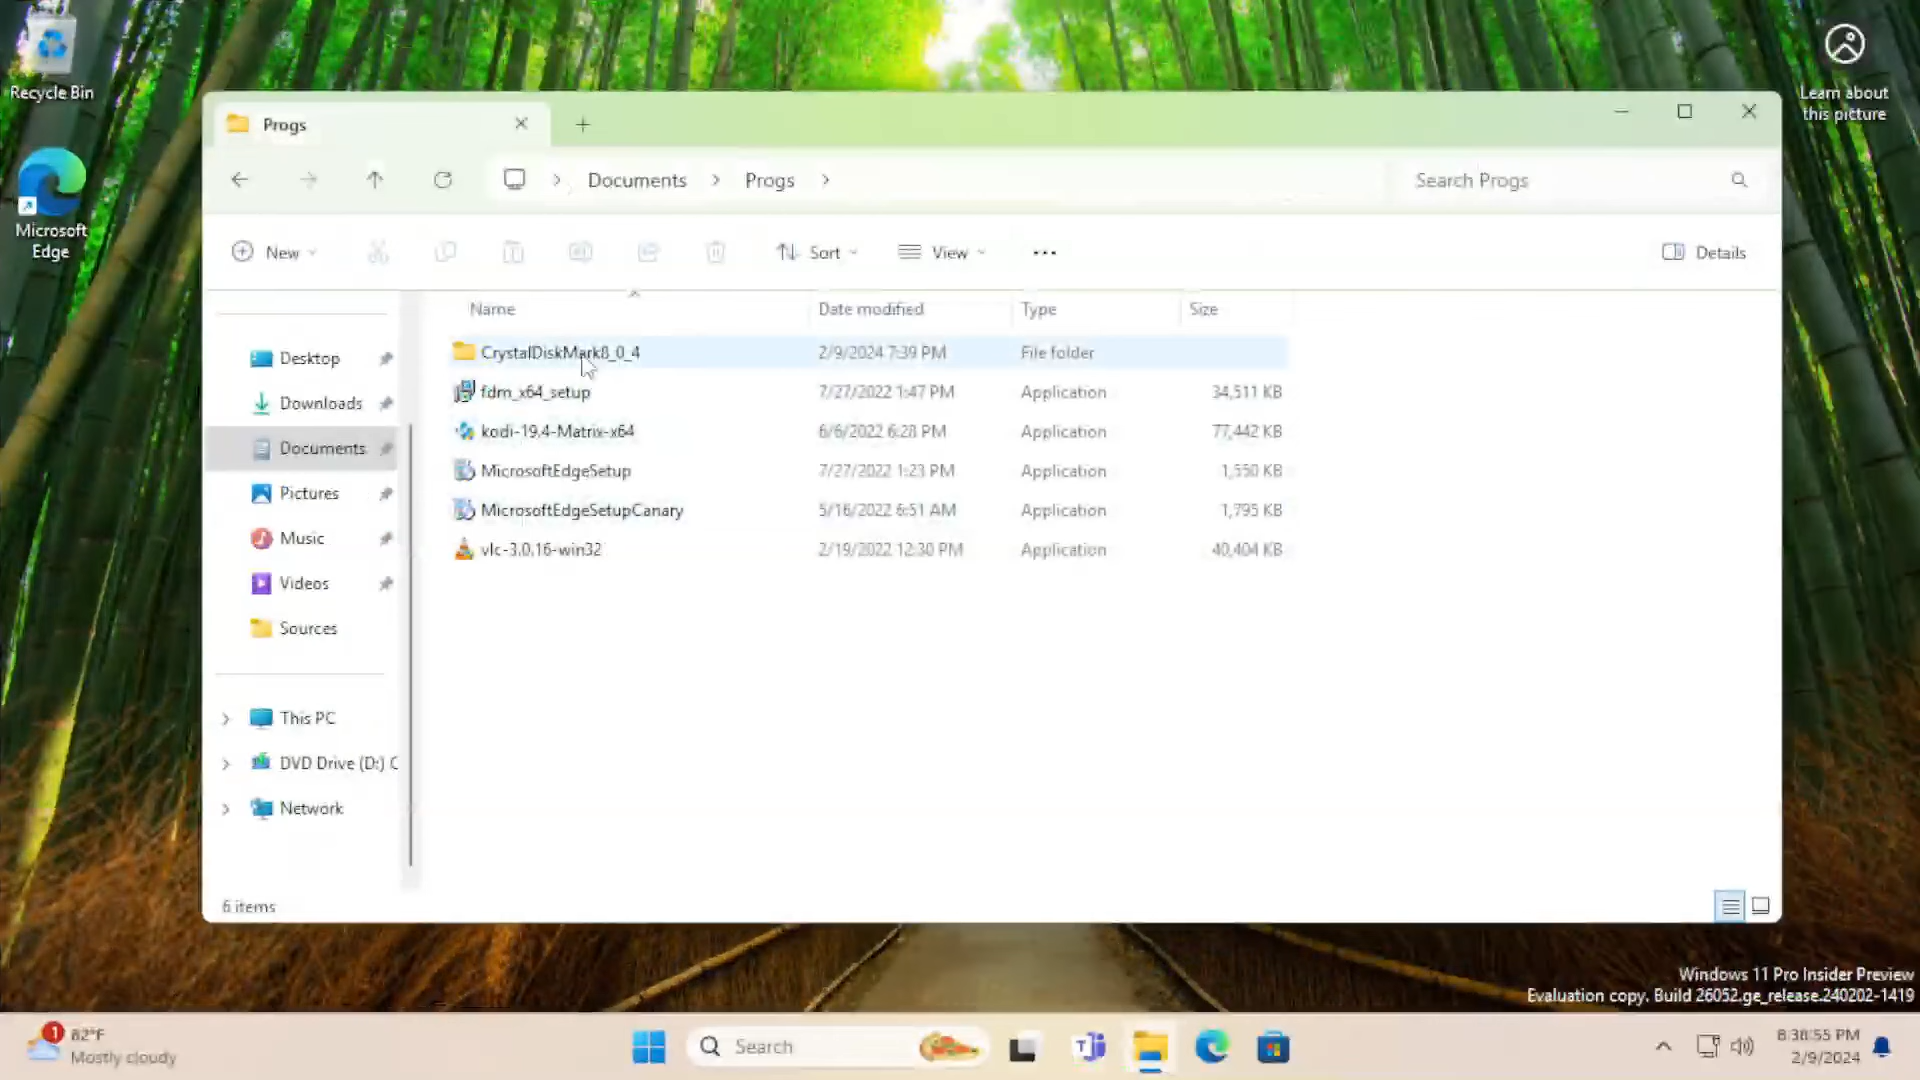 Recycle Bin
Microsoft
Edge
Learn about
this picture
Progs
Documents
Progs
Search Progs
New
Sort
View
Details
Name
Date modified
Type
Size
CrystalDiskMark8_0_4
2/9/2024 7:39 PM
File folder
fdm_x64_setup
7/27/2022 1:47 PM
Application
34,511 KB
kodi-19.4-Matrix-x64
6/6/2022 6:28 PM
Application
77,442 KB
MicrosoftEdgeSetup
7/27/2022 1:23 PM
Application
1,550 KB
MicrosoftEdgeSetupCanary
5/16/2022 6:51 AM
Application
1,795 KB
vlc-3.0.16-win32
2/19/2022 12:30 PM
Application
40,404 KB
Desktop
Downloads
Documents
Pictures
Music
Videos
Sources
This PC
DVD Drive (D:) C
Network
6 items
Windows 11 Pro Insider Preview
Evaluation copy. Build 26052.ge_release.240202-1419
1
82°F
Mostly cloudy
Search
8:38:55 PM
2/9/2024